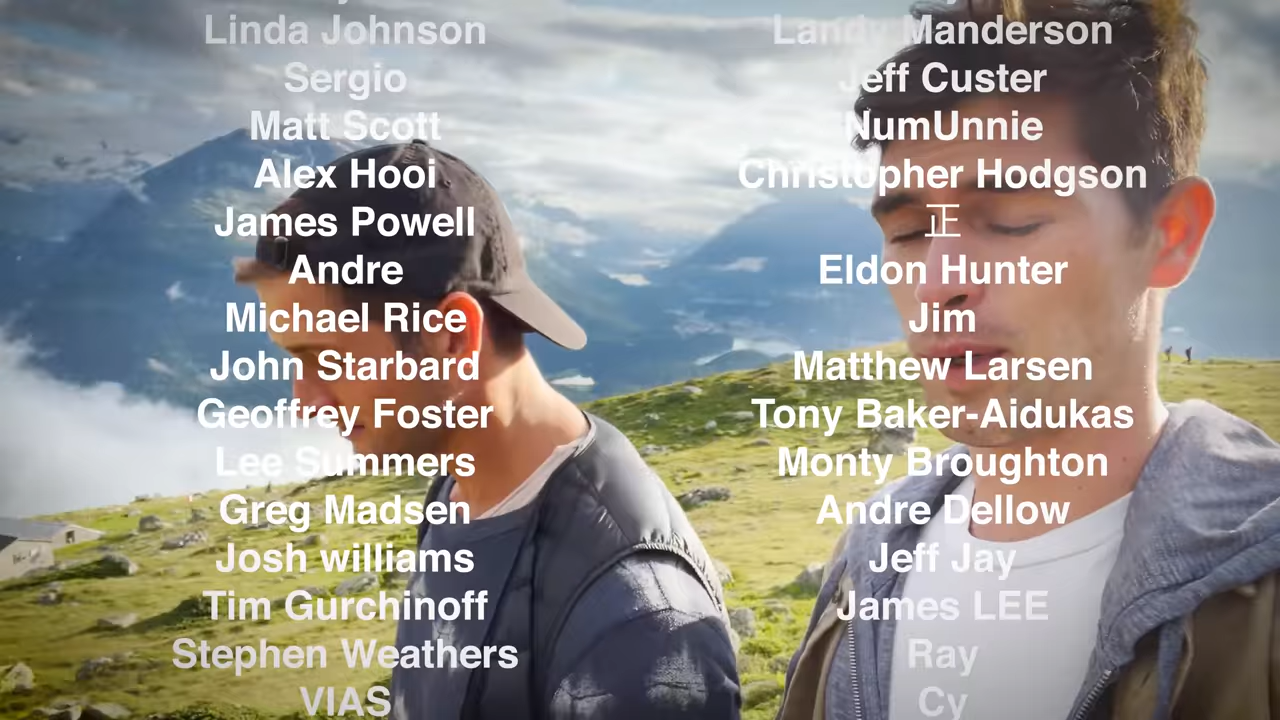 Linda Johnson
Sergio
Matt Scott
Alex Hooi
James Powell
Andre
Michael Rice
John Starbard
Geoffrey Foster
Lee Summers
Greg Madsen
Josh williams
Tim Gurchinoff
Stephen Weathers
VIAS
Landy Manderson
Jeff Custer
NumUnnie
Christopher Hodgson
正
Eldon Hunter
Jim
Matthew Larsen
Tony Baker-Aidukas
Monty Broughton
Andre Dellow
Jeff Jay
James LEE
Ray
Cy